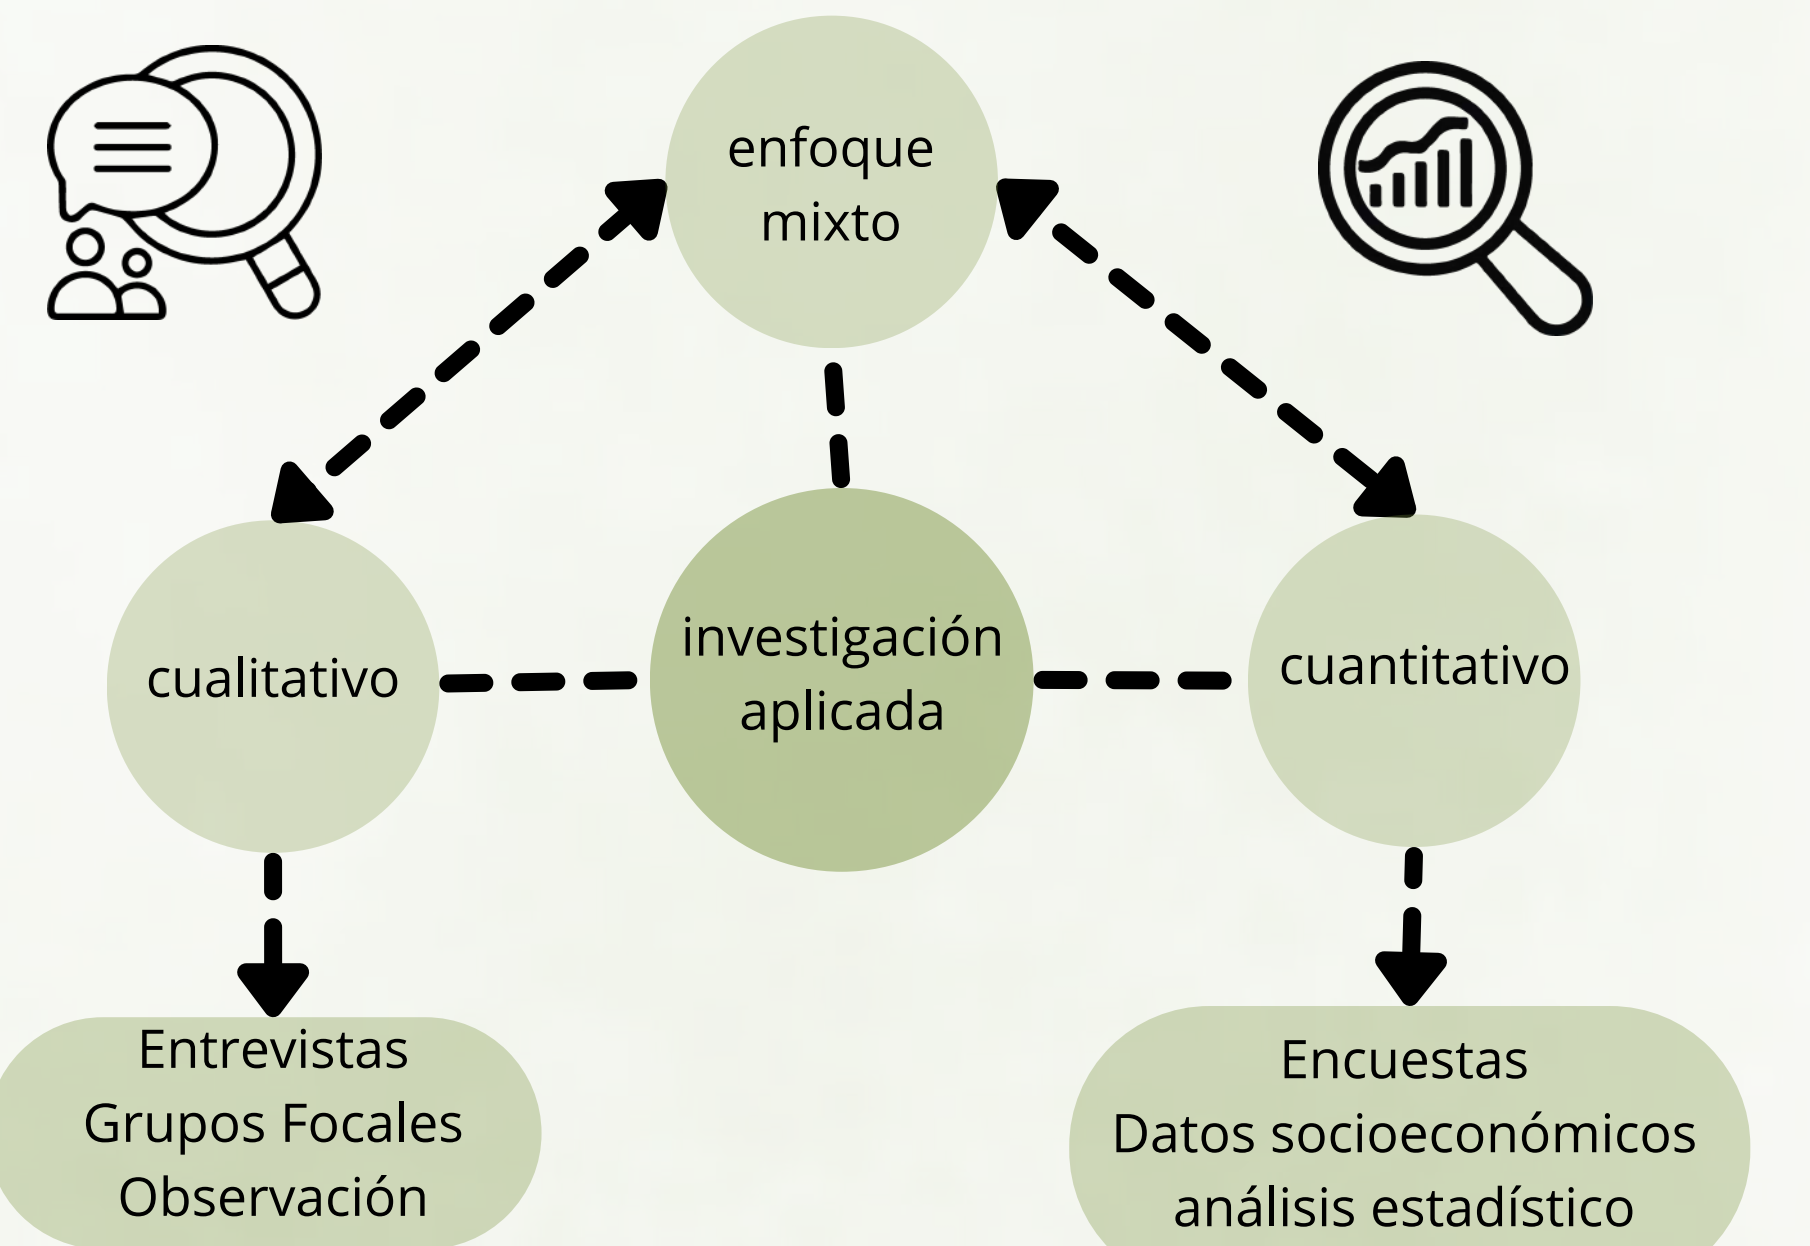 enfoque
mixto
cualitativo
investigación
aplicada
cuantitativo
Entrevistas
Grupos Focales
Observación
Encuestas
Datos socioeconómicos
análisis estadístico